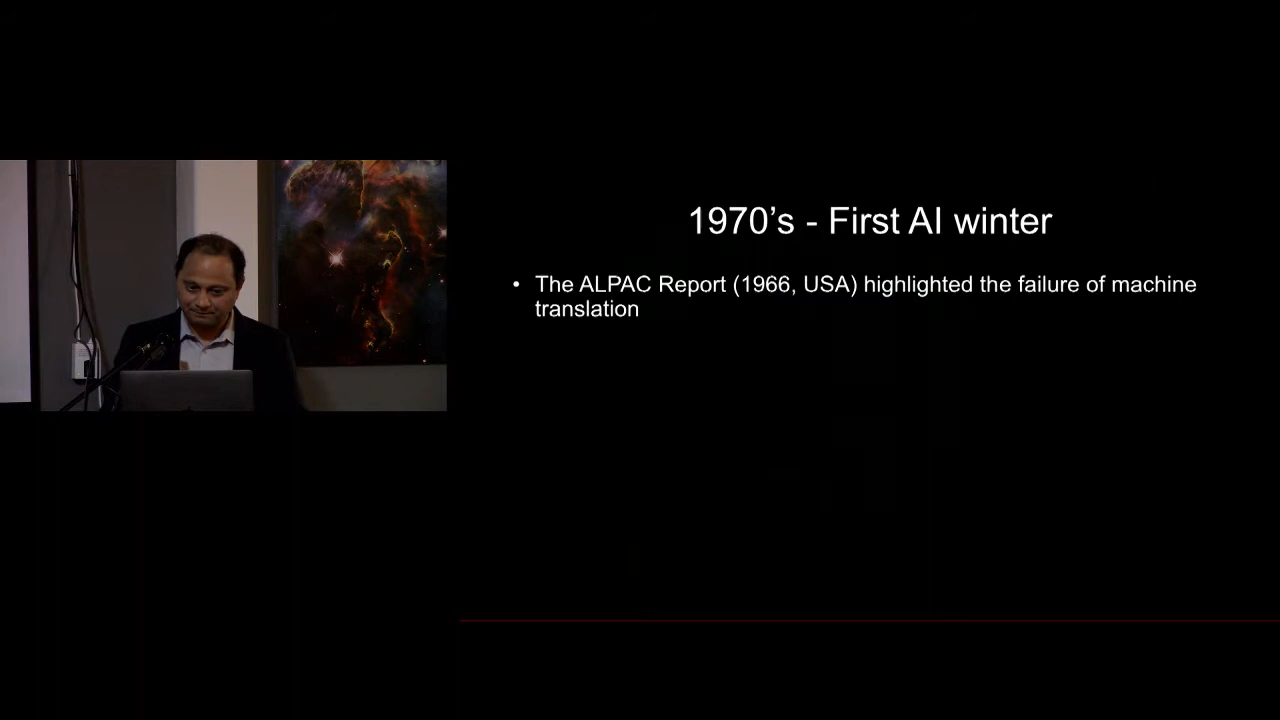 1970’s - First AI winter
• The ALPAC Report (1966, USA) highlighted the failure of machine
translation